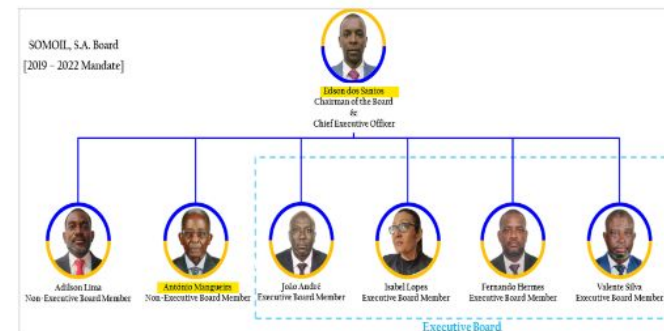 SOMOIL, S.A. Board
[2019 – 2022 Mandate]
Edson dos Santos
Chairman of the Board
&
Chief Executive Officer
Adilson Lima
Non-Executive Board Member
António Mangueira
Non-Executive Board Member
João André
Executive Board Member
Isabel Lopes
Executive Board Member
Fernando Hermes
Executive Board Member
Valente Silva
Executive Board Member
Executive Board